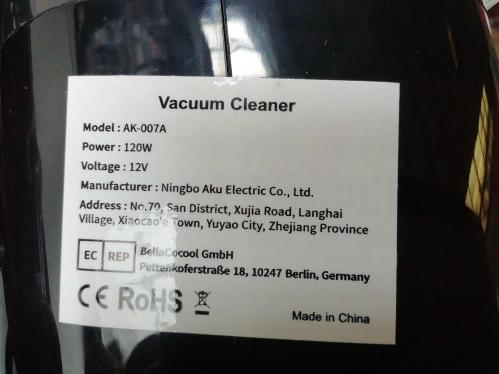 Vacuum Cleaner
Model : AK-007A
Power : 120W
Voltage : 12V
Manufacturer : Ningbo Aku Electric Co., Ltd.
Address : No.79, San District, Xujia Road, Langhai
Village, Xiaocao'e Town, Yuyao City, Zhejiang Province
EC REP
BellaCocool GmbH
Pettenkoferstraße 18, 10247 Berlin, Germany
CE RoHS
Made in China